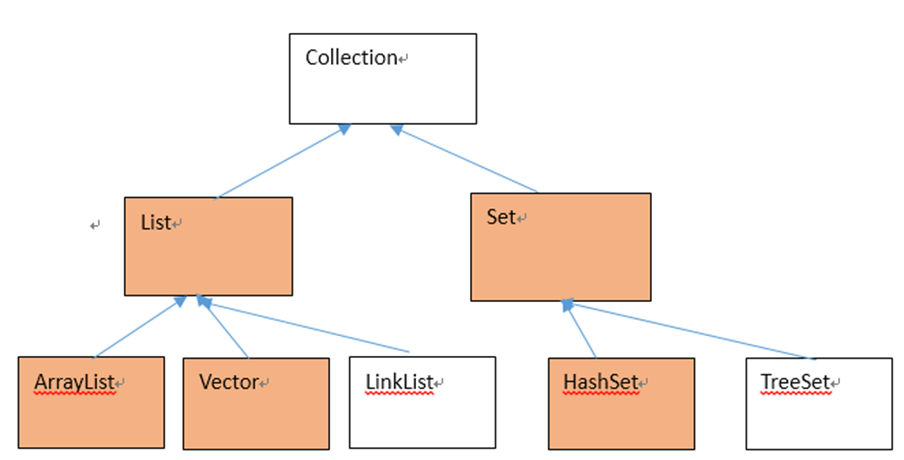 Collection
List
Set
ArrayList
Vector
LinkList
HashSet
TreeSet